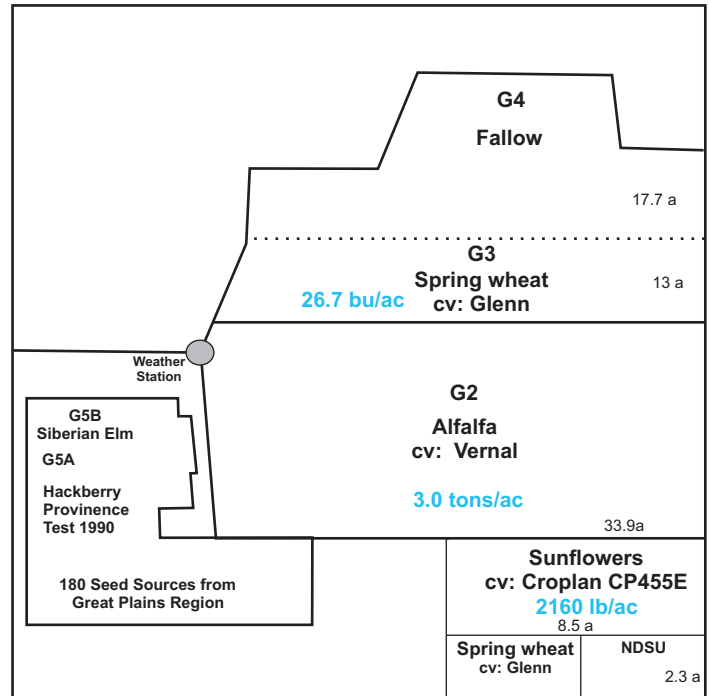 G4
Fallow
17.7 a
G3
Spring wheat
13 a
26.7 bu/ac
cv: Glenn
Weather
Station
G2
Alfalfa
cv: Vernal
3.0 tons/ac
33.9a
G5B
Siberian Elm
G5A
Hackberry
Provinence
Test 1990
180 Seed Sources from
Great Plains Region
Sunflowers
cv: Croplan CP455E
2160 lb/ac
8.5 a
Spring wheat
cv: Glenn
NDSU
2.3 a